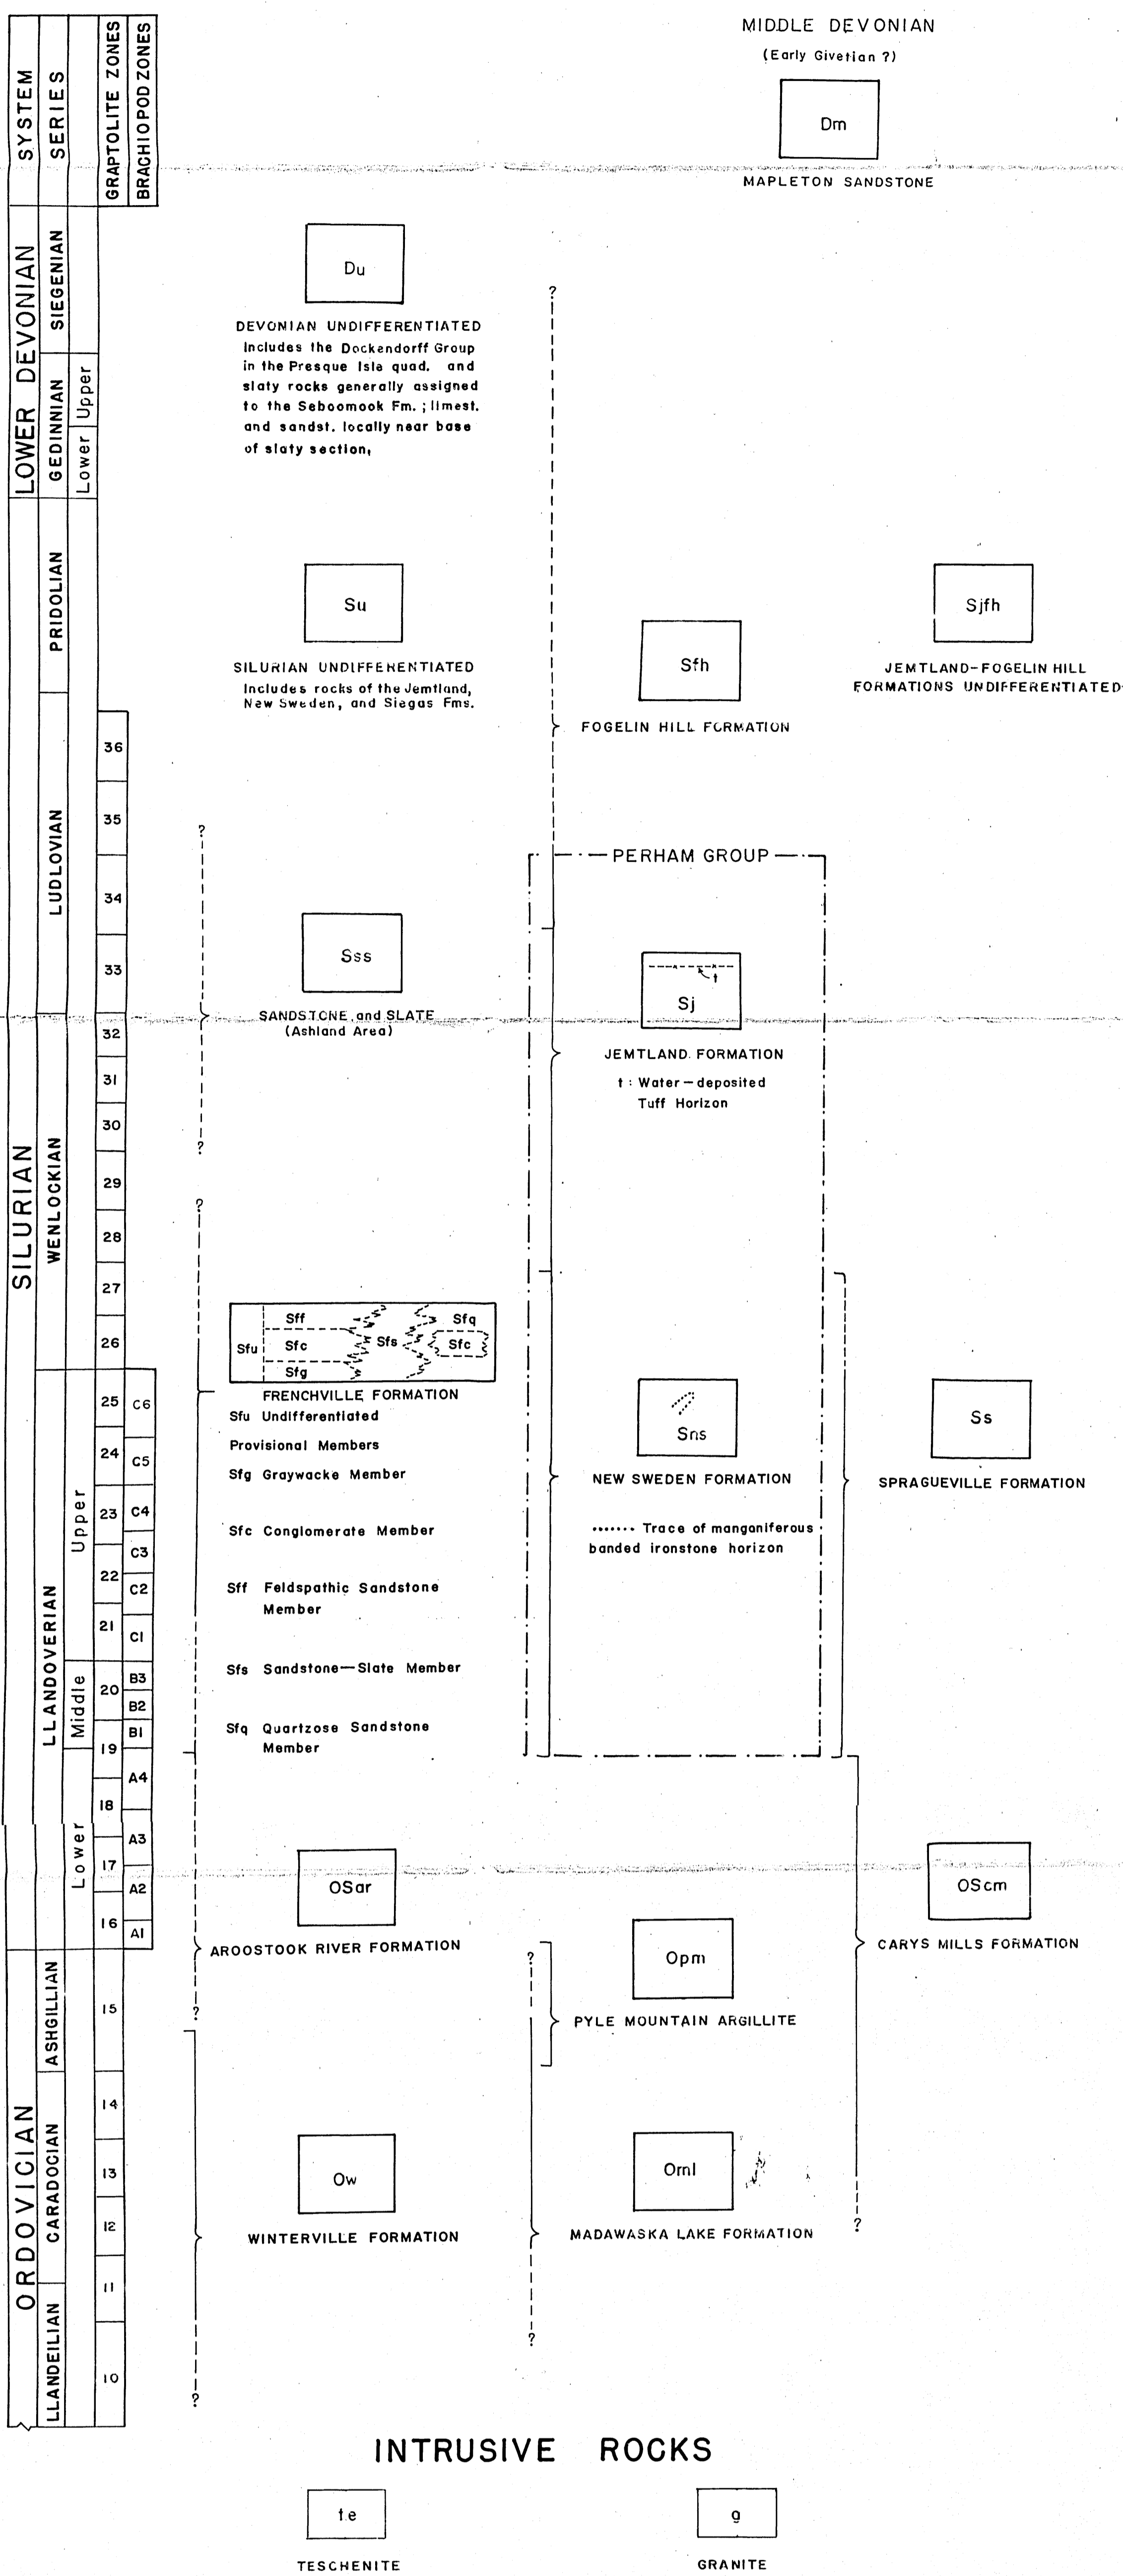 SYSTEM
SERIES
GRAPTOLITE ZONES
BRACHIOPOD ZONES
LOWER DEVONIAN
SIEGENIAN
GEDINNIAN
Upper
Lower
SILURIAN
PRIDOLIAN
LUDLOVIAN
WENLOCKIAN
LLANDOVERIAN
Upper
Middle
Lower
ORDOVICIAN
ASHGILLIAN
CARADOCIAN
LLANDEILIAN
36
35
34
33
32
31
30
29
28
27
26
25
24
23
22
21
20
19
18
17
16
15
14
13
12
11
10
C6
C5
C4
C3
C2
C1
B3
B2
B1
A4
A3
A2
A1
MIDDLE DEVONIAN
(Early Givetian ?)
Dm
MAPLETON SANDSTONE
Du
DEVONIAN UNDIFFERENTIATED
Includes the Dockendorff Group
in the Presque Isle quad. and
slaty rocks generally assigned
to the Seboomook Fm. ; limest.
and sandst. locally near base
of slaty section,
?
Su
SILURIAN UNDIFFERENTIATED
Includes rocks of the Jemtland,
New Sweden, and Siegas Fms.
Sfh
FOGELIN HILL FORMATION
Sjfh
JEMTLAND-FOGELIN HILL
FORMATIONS UNDIFFERENTIATED
?
Sss
SANDSTONE and SLATE
(Ashland Area)
?
PERHAM GROUP
t
Sj
JEMTLAND FORMATION
t : Water-deposited
Tuff Horizon
?
Sfu
Sff
Sfc
Sfg
Sfs
Sfq
Sfc
FRENCHVILLE FORMATION
Sfu Undifferentiated
Provisional Members
Sfg Graywacke Member
Sfc Conglomerate Member
Sff Feldspathic Sandstone
Member
Sfs Sandstone-Slate Member
Sfq Quartzose Sandstone
Member
Sns
NEW SWEDEN FORMATION
....... Trace of manganiferous
banded ironstone horizon
Ss
SPRAGUEVILLE FORMATION
OSar
AROOSTOOK RIVER FORMATION
?
Opm
PYLE MOUNTAIN ARGILLITE
?
OScm
CARYS MILLS FORMATION
?
Ow
WINTERVILLE FORMATION
?
Oml
MADAWASKA LAKE FORMATION
?
INTRUSIVE ROCKS
te
TESCHENITE
g
GRANITE